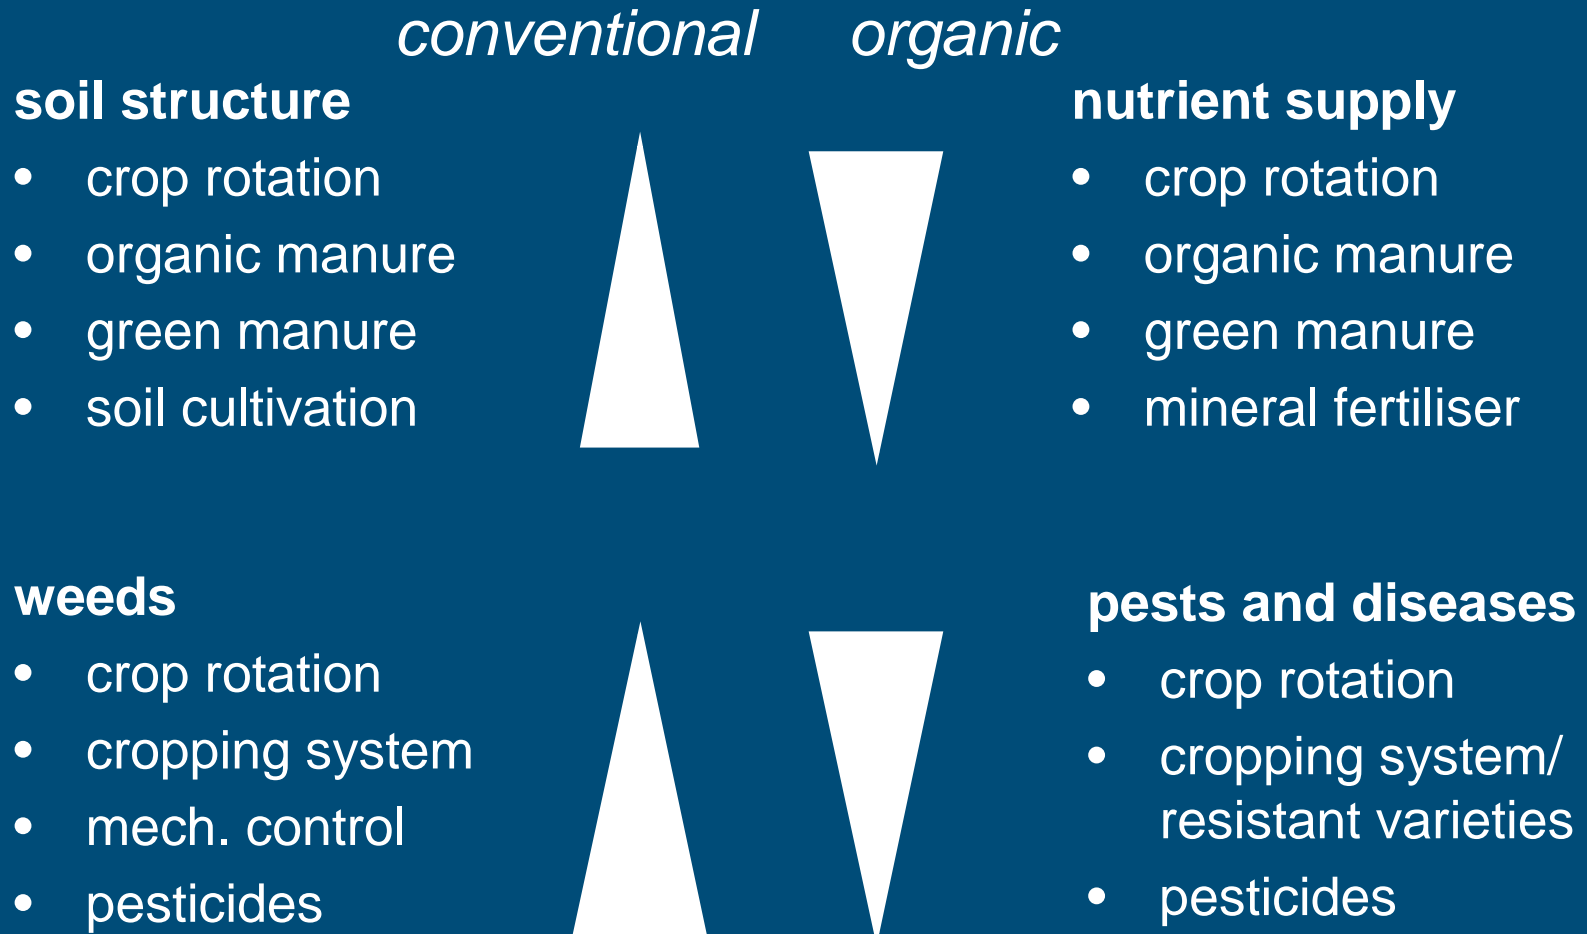 conventional organic
soil structure
• crop rotation
• organic manure
• green manure
• soil cultivation
nutrient supply
• crop rotation
• organic manure
• green manure
• mineral fertiliser
weeds
• crop rotation
• cropping system
• mech. control
• pesticides
pests and diseases
• crop rotation
• cropping system/
resistant varieties
• pesticides